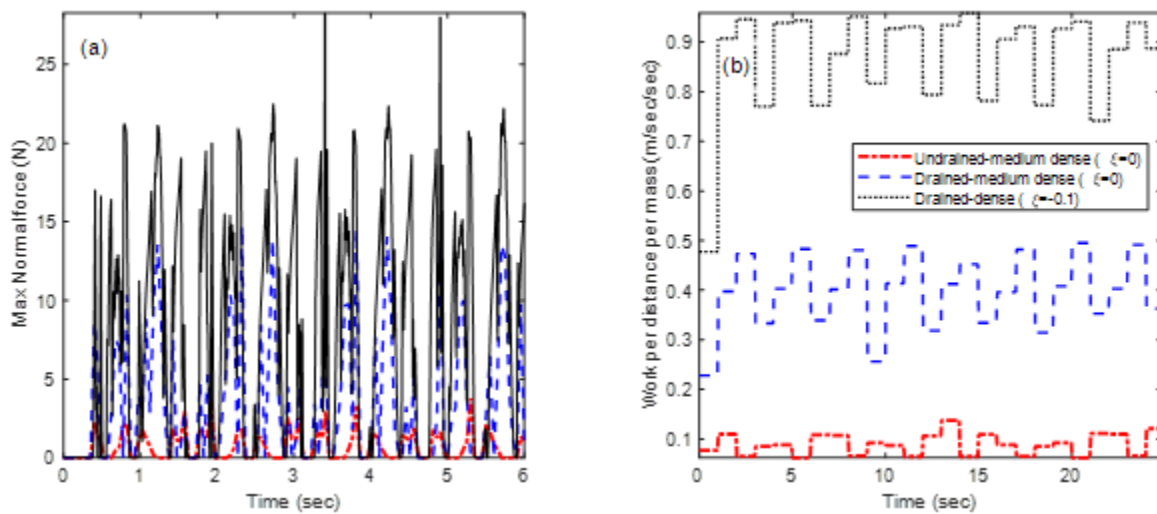 (a)
Max Normalforce (N)
25
20
15
10
5
0
0 1 2 3 4 5 6
Time (sec)
(b)
Work per distance per mass (m/sec/sec)
0.9
0.8
0.7
0.6
0.5
0.4
0.3
0.2
0.1
Undrained-medium dense ( ξ=0)
Drained-medium dense ( ξ=0)
Drained-dense ( ξ=-0.1)
0 5 10 15 20
Time (sec)